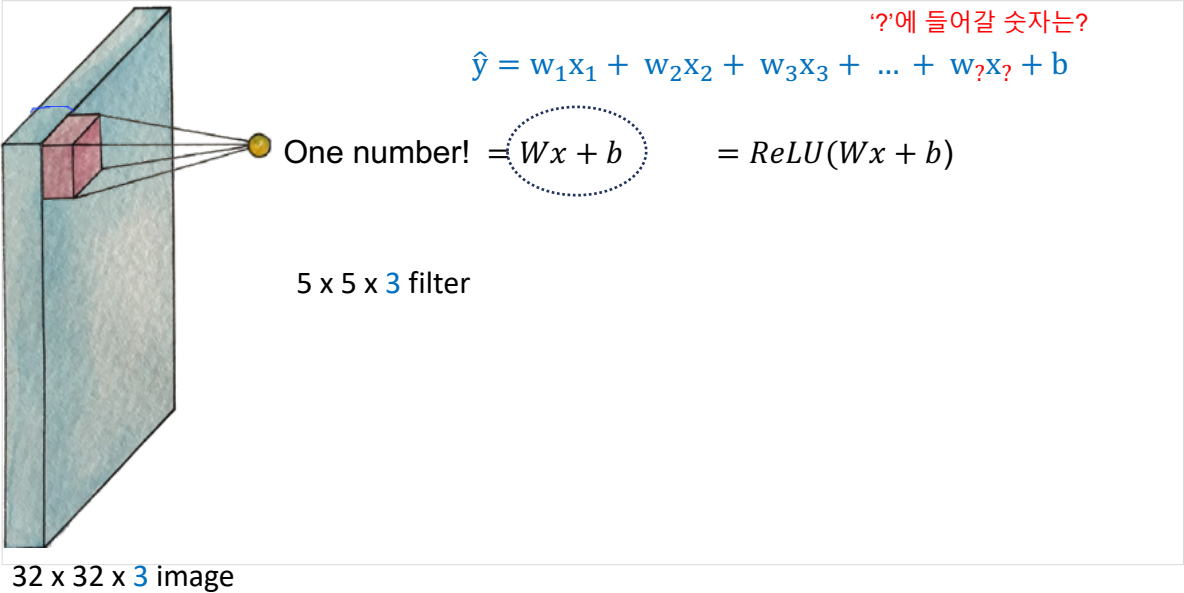 ‘?’에 들어갈 숫자는?
ŷ = w₁x₁ + w₂x₂ + w₃x₃ + … + w?x? + b
One number! = Wx + b = ReLU(Wx + b)
5 x 5 x 3 filter
32 x 32 x 3 image